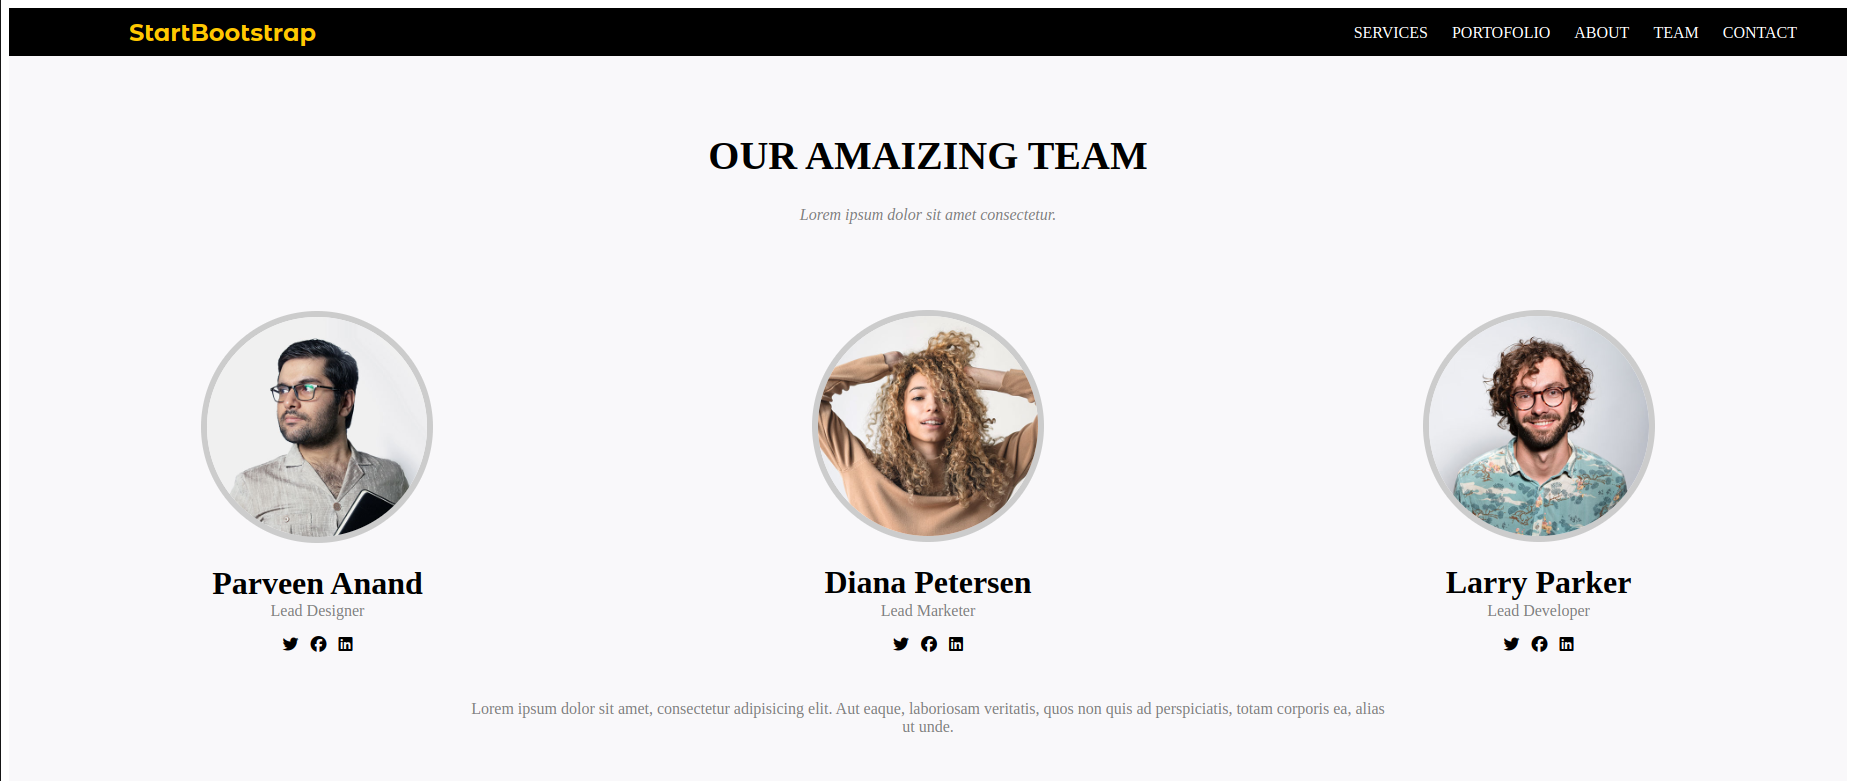 StartBootstrap
SERVICES PORTOFOLIO ABOUT TEAM CONTACT
OUR AMAIZING TEAM
Lorem ipsum dolor sit amet consectetur.
Parveen Anand
Lead Designer
Diana Petersen
Lead Marketer
Larry Parker
Lead Developer
Lorem ipsum dolor sit amet, consectetur adipisicing elit. Aut eaque, laboriosam veritatis, quos non quis ad perspiciatis, totam corporis ea, alias
ut unde.